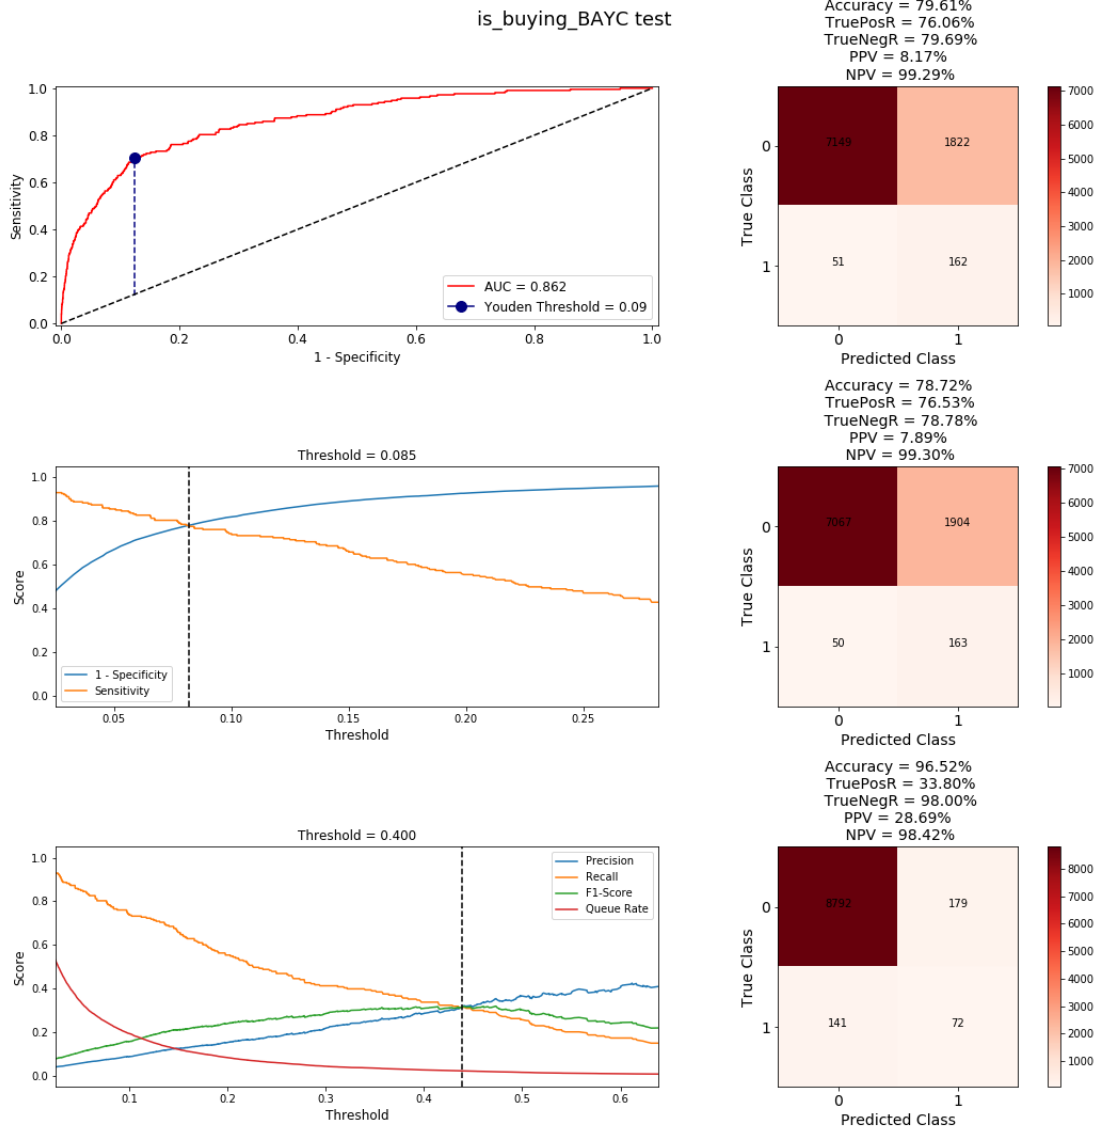 is_buying_BAYC test
1.0
0.8
0.6
0.4
0.2
0.0
Sensitivity
AUC = 0.862
Youden Threshold = 0.09
0.0 0.2 0.4 0.6 0.8 1.0
1 - Specificity
Accuracy = 79.61%
TruePosR = 76.06%
TrueNegR = 79.69%
PPV = 8.17%
NPV = 99.29%
True Class
0
7149 1822
1
51 162
0 1
Predicted Class
7000
6000
5000
4000
3000
2000
1000
Threshold = 0.085
1.0
0.8
0.6
0.4
0.2
0.0
Score
1 - Specificity
Sensitivity
0.05 0.10 0.15 0.20 0.25
Threshold
Accuracy = 78.72%
TruePosR = 76.53%
TrueNegR = 78.78%
PPV = 7.89%
NPV = 99.30%
True Class
0
7067 1904
1
50 163
0 1
Predicted Class
7000
6000
5000
4000
3000
2000
1000
Threshold = 0.400
1.0
0.8
0.6
0.4
0.2
0.0
Score
Precision
Recall
F1-Score
Queue Rate
0.1 0.2 0.3 0.4 0.5 0.6
Threshold
Accuracy = 96.52%
TruePosR = 33.80%
TrueNegR = 98.00%
PPV = 28.69%
NPV = 98.42%
True Class
0
8792 179
1
141 72
0 1
Predicted Class
8000
7000
6000
5000
4000
3000
2000
1000